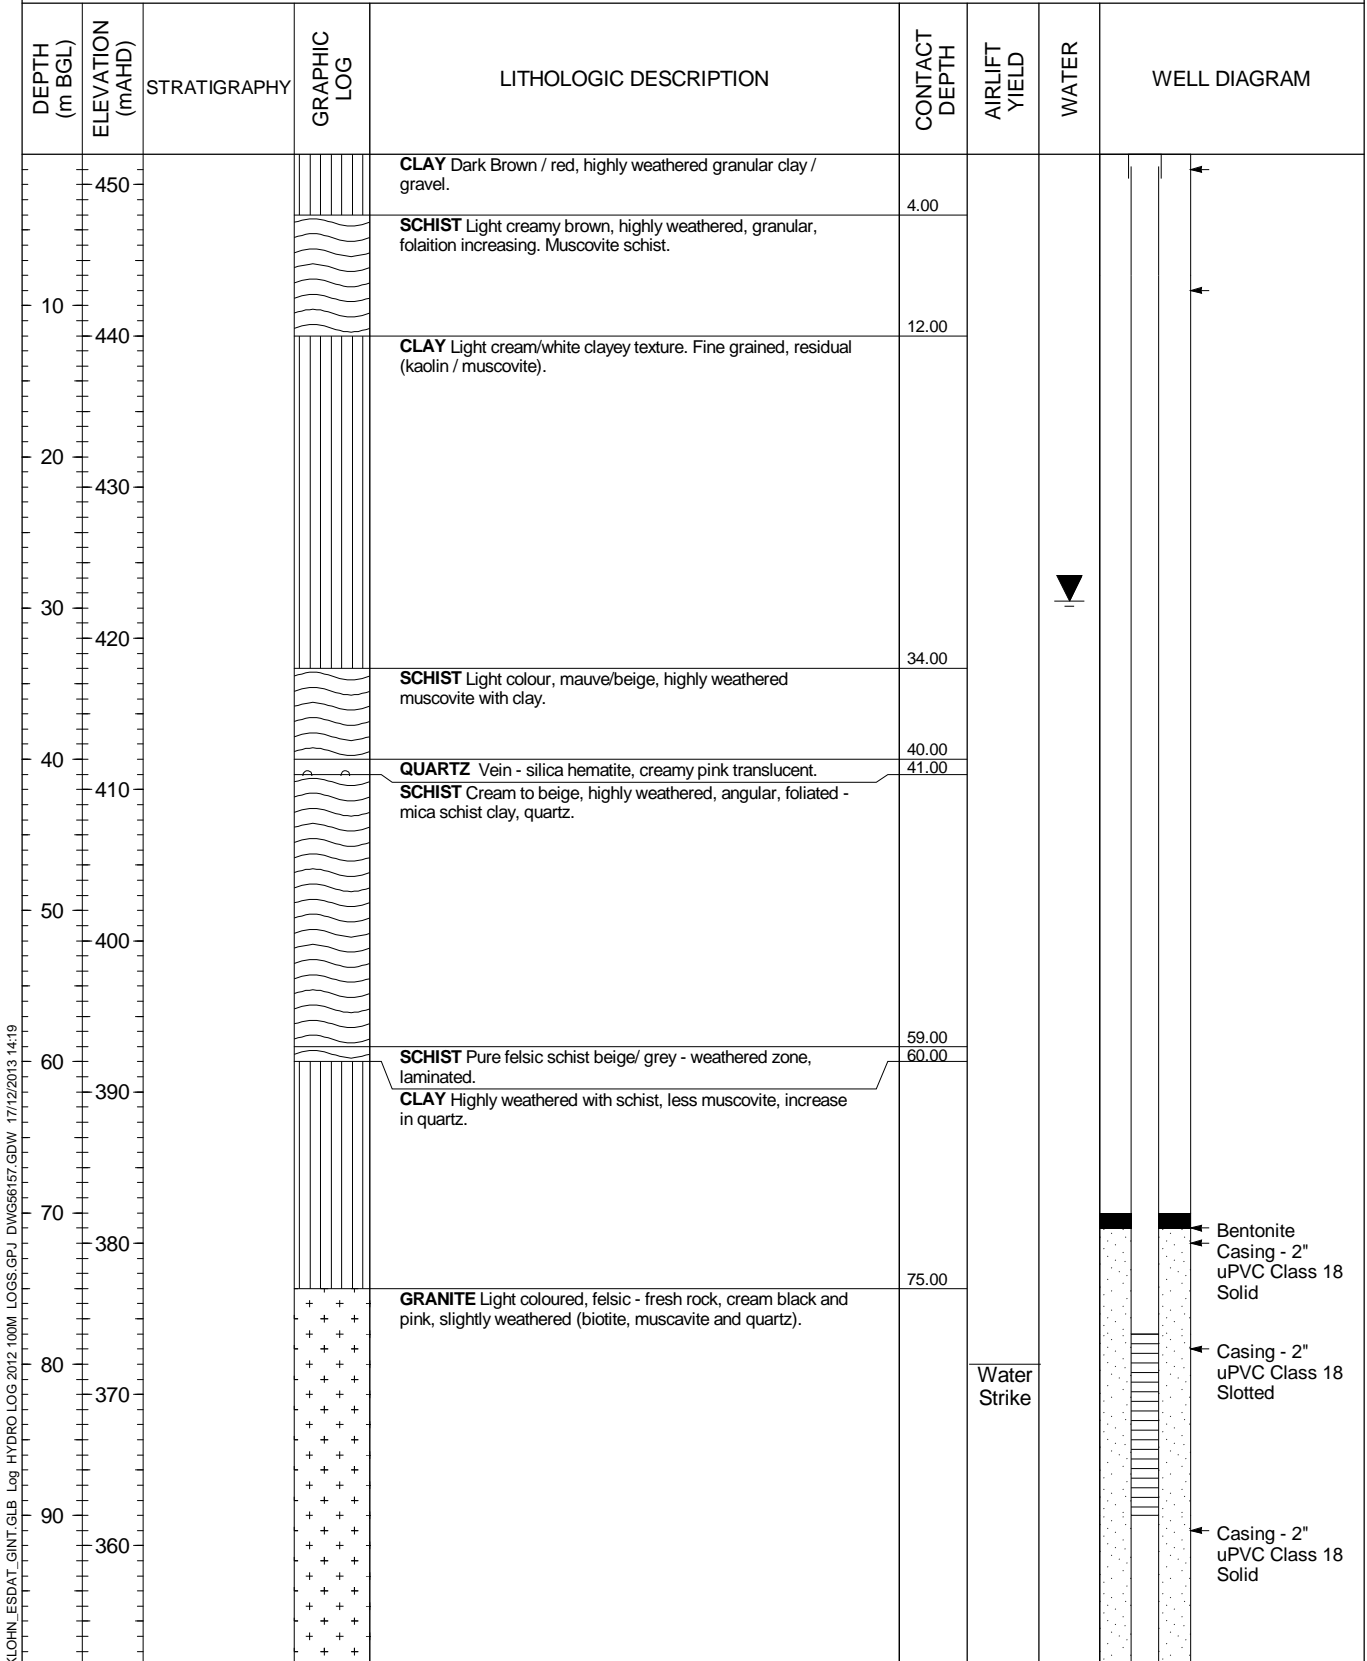 DEPTH
(m BGL)
ELEVATION
(mAHD)
STRATIGRAPHY
GRAPHIC
LOG
LITHOLOGIC DESCRIPTION
CONTACT
DEPTH
AIRLIFT
YIELD
WATER
WELL DIAGRAM
CLAY Dark Brown / red, highly weathered granular clay /
gravel.
450
4.00
SCHIST Light creamy brown, highly weathered, granular,
folaition increasing. Muscovite schist.
10
12.00
440
CLAY Light cream/white clayey texture. Fine grained, residual
(kaolin / muscovite).
20
430
30
420
34.00
SCHIST Light colour, mauve/beige, highly weathered
muscovite with clay.
40.00
40
QUARTZ Vein - silica hematite, creamy pink translucent.
41.00
410
SCHIST Cream to beige, highly weathered, angular, foliated -
mica schist clay, quartz.
50
400
59.00
60
SCHIST Pure felsic schist beige/ grey - weathered zone,
laminated.
60.00
390
CLAY Highly weathered with schist, less muscovite, increase
in quartz.
70
Bentonite
380
Casing - 2"
uPVC Class 18
Solid
75.00
GRANITE Light coloured, felsic - fresh rock, cream black and
pink, slightly weathered (biotite, muscavite and quartz).
80
Water
Strike
Casing - 2"
uPVC Class 18
Slotted
370
90
360
Casing - 2"
uPVC Class 18
Solid
KLOHN_ESDAT_GINT.GLB Log HYDRO LOG 2012 100M LOGS.GPJ DWG56157.GDW 17/12/2013 14:19